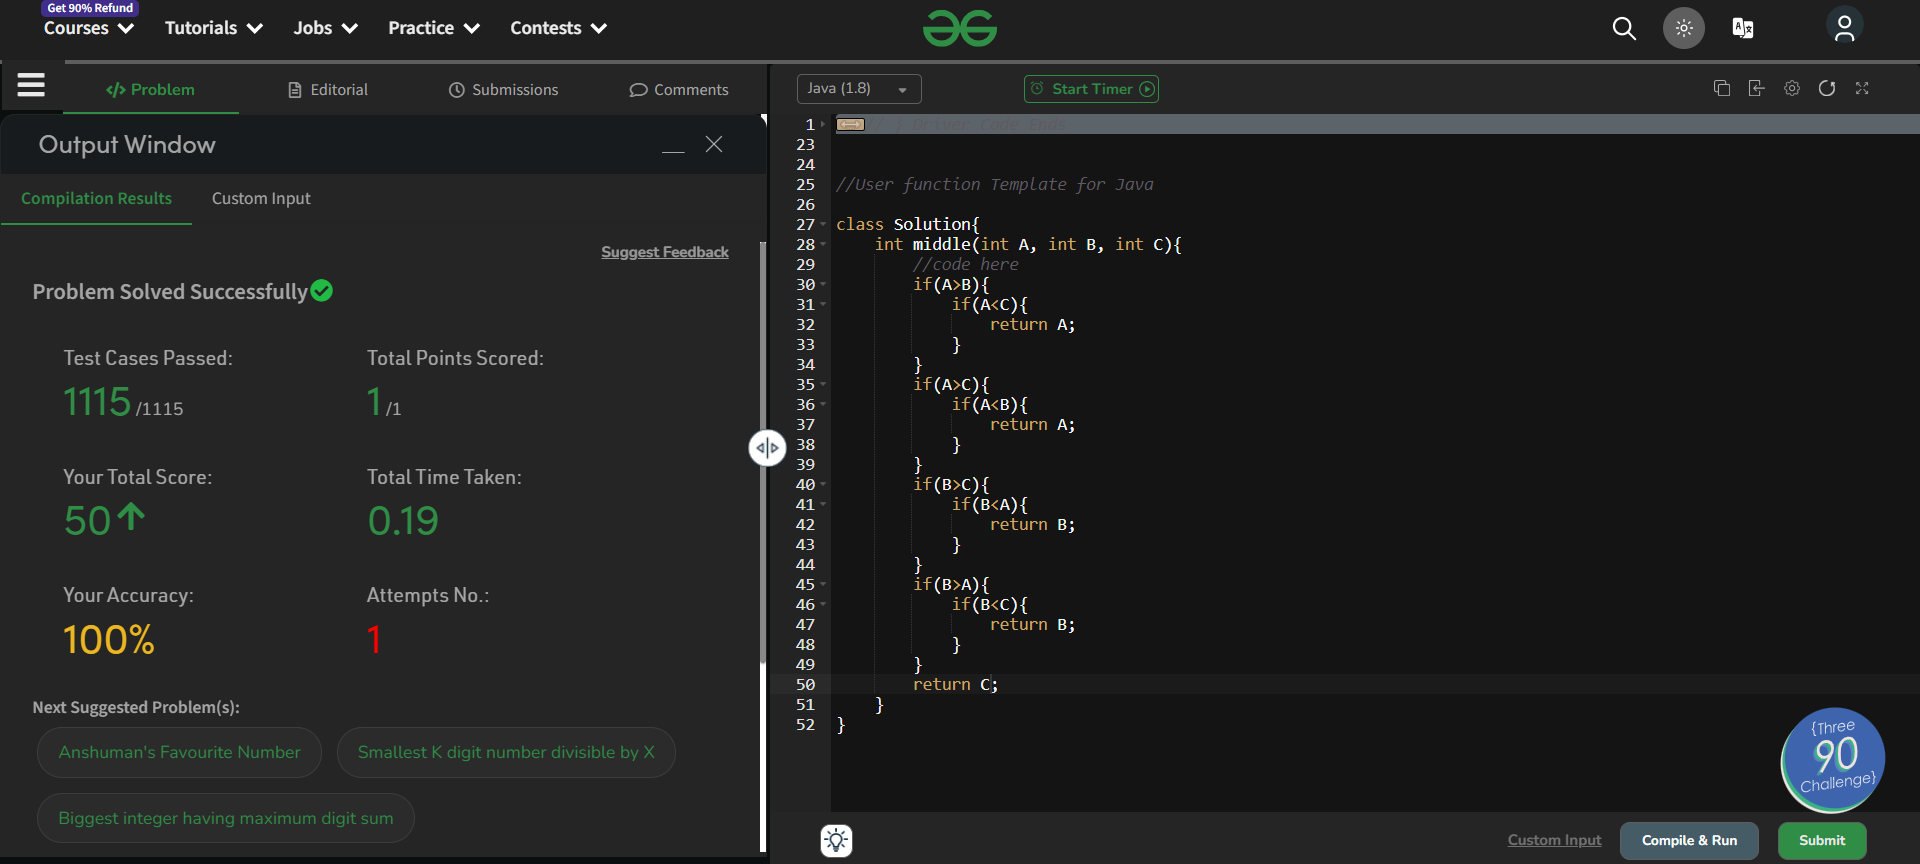 Get 90% Refund
Courses Tutorials Jobs Practice Contests
Problem Editorial Submissions Comments
Output Window
Compilation Results Custom Input
Suggest Feedback
Problem Solved Successfully
Test Cases Passed: Total Points Scored:
1115 /1115 1 /1
Your Total Score: Total Time Taken:
50 0.19
Your Accuracy: Attempts No.:
100% 1
Next Suggested Problem(s):
Anshuman's Favourite Number Smallest K digit number divisible by X
Biggest integer having maximum digit sum
Java (1.8) Start Timer
1 // } Driver Code Ends
23
24
25 //User function Template for Java
26
27 class Solution{
28 int middle(int A, int B, int C){
29 //code here
30 if(A>B){
31 if(A<C){
32 return A;
33 }
34 }
35 if(A>C){
36 if(A<B){
37 return A;
38 }
39 }
40 if(B>C){
41 if(B<A){
42 return B;
43 }
44 }
45 if(B>A){
46 if(B<C){
47 return B;
48 }
49 }
50 return C;
51 }
52 }
{Three
90
Challenge}
Custom Input Compile & Run Submit